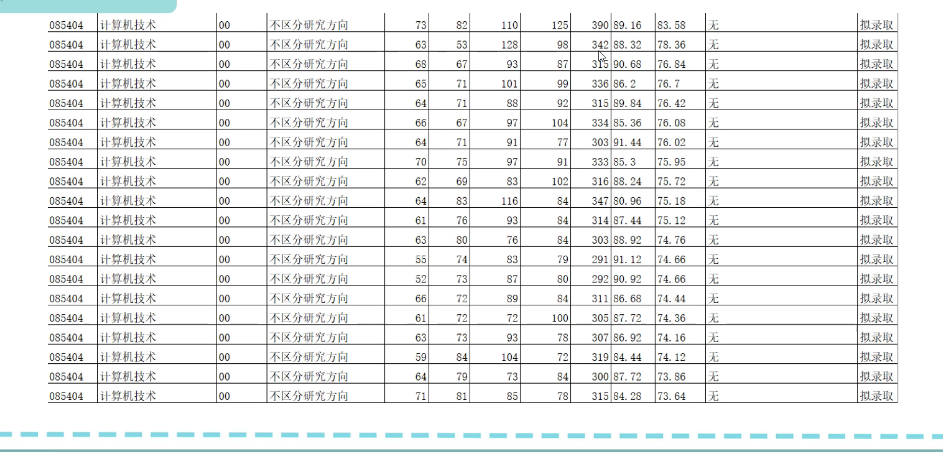 085404 计算机技术 00 不区分研究方向 73 82 110 125 390 89.16 83.58 无 拟录取
085404 计算机技术 00 不区分研究方向 63 53 128 98 342 88.32 78.36 无 拟录取
085404 计算机技术 00 不区分研究方向 68 67 93 87 315 90.68 76.84 无 拟录取
085404 计算机技术 00 不区分研究方向 65 71 101 99 336 86.2 76.7 无 拟录取
085404 计算机技术 00 不区分研究方向 64 71 88 92 315 89.84 76.42 无 拟录取
085404 计算机技术 00 不区分研究方向 66 67 97 104 334 85.36 76.08 无 拟录取
085404 计算机技术 00 不区分研究方向 64 71 91 77 303 91.44 76.02 无 拟录取
085404 计算机技术 00 不区分研究方向 70 75 97 91 333 85.3 75.95 无 拟录取
085404 计算机技术 00 不区分研究方向 62 69 83 102 316 88.24 75.72 无 拟录取
085404 计算机技术 00 不区分研究方向 64 83 116 84 347 80.96 75.18 无 拟录取
085404 计算机技术 00 不区分研究方向 61 76 93 84 314 87.44 75.12 无 拟录取
085404 计算机技术 00 不区分研究方向 63 80 76 84 303 88.92 74.76 无 拟录取
085404 计算机技术 00 不区分研究方向 55 74 83 79 291 91.12 74.66 无 拟录取
085404 计算机技术 00 不区分研究方向 52 73 87 80 292 90.92 74.66 无 拟录取
085404 计算机技术 00 不区分研究方向 66 72 89 84 311 86.68 74.44 无 拟录取
085404 计算机技术 00 不区分研究方向 61 72 72 100 305 87.72 74.36 无 拟录取
085404 计算机技术 00 不区分研究方向 63 73 93 78 307 86.92 74.16 无 拟录取
085404 计算机技术 00 不区分研究方向 59 84 104 72 319 84.44 74.12 无 拟录取
085404 计算机技术 00 不区分研究方向 64 79 73 84 300 87.72 73.86 无 拟录取
085404 计算机技术 00 不区分研究方向 71 81 85 78 315 84.28 73.64 无 拟录取